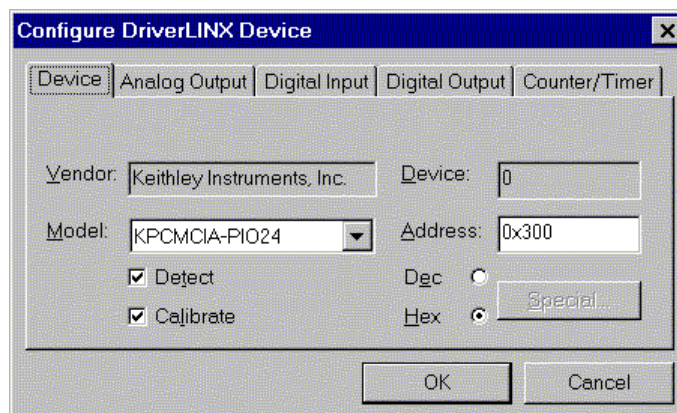 Configure DriverLINX Device
Device Analog Output Digital Input Digital Output Counter/Timer
Vendor: Keithley Instruments, Inc. Device: 0
Model: KPCMCIA-PIO24 Address: 0x300
Detect Dec
Calibrate Hex Special...
OK Cancel